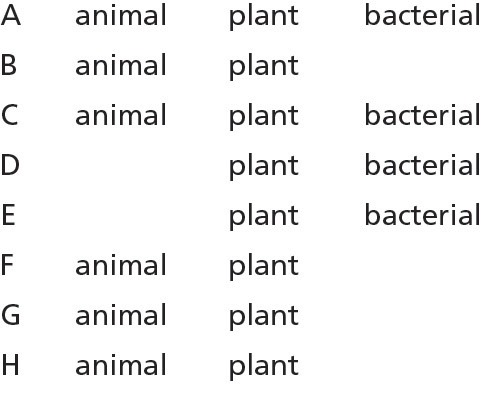 A animal plant bacterial
B animal plant
C animal plant bacterial
D plant bacterial
E plant bacterial
F animal plant
G animal plant
H animal plant